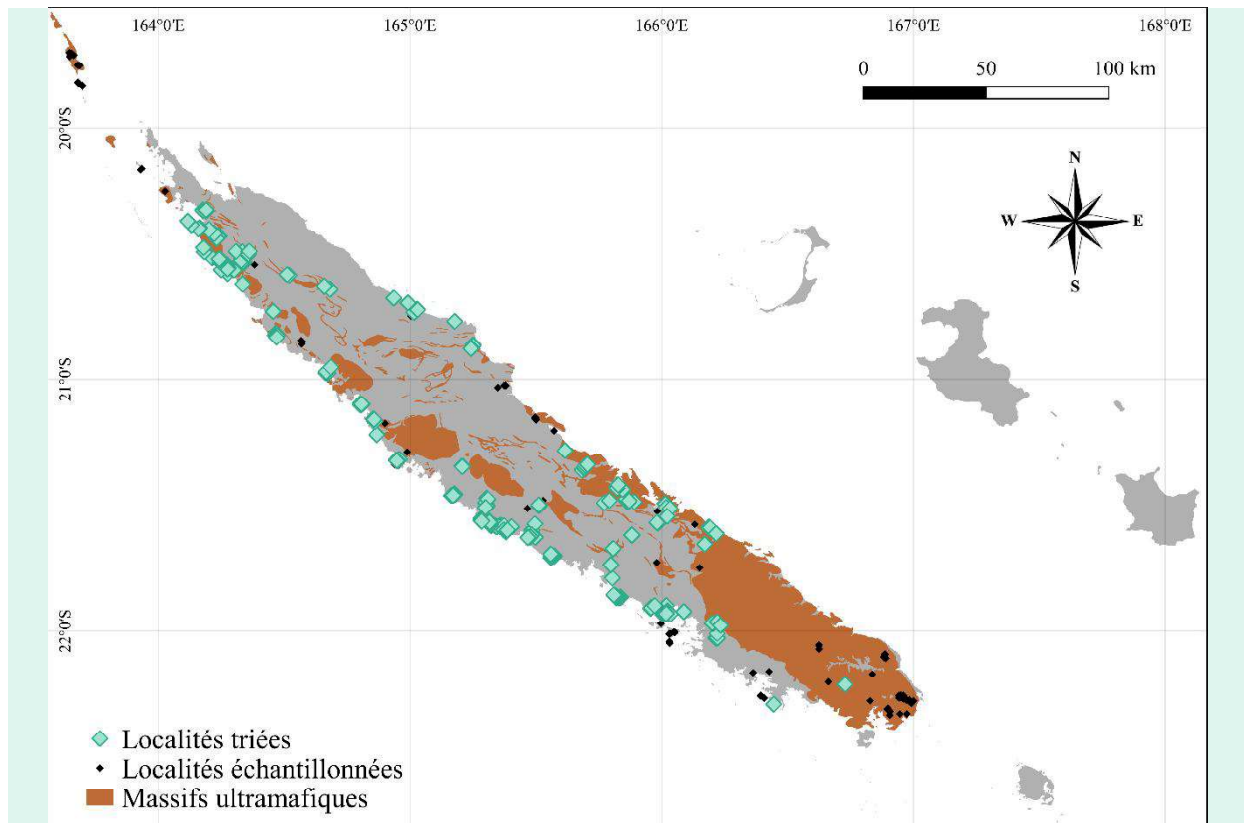 164°0'E 165°0'E 166°0'E 167°0'E 168°0'E
0 50 100 km
20°0'S
N
W E
S
21°0'S
22°0'S
Localités triées
Localités échantillonnées
Massifs ultramafiques